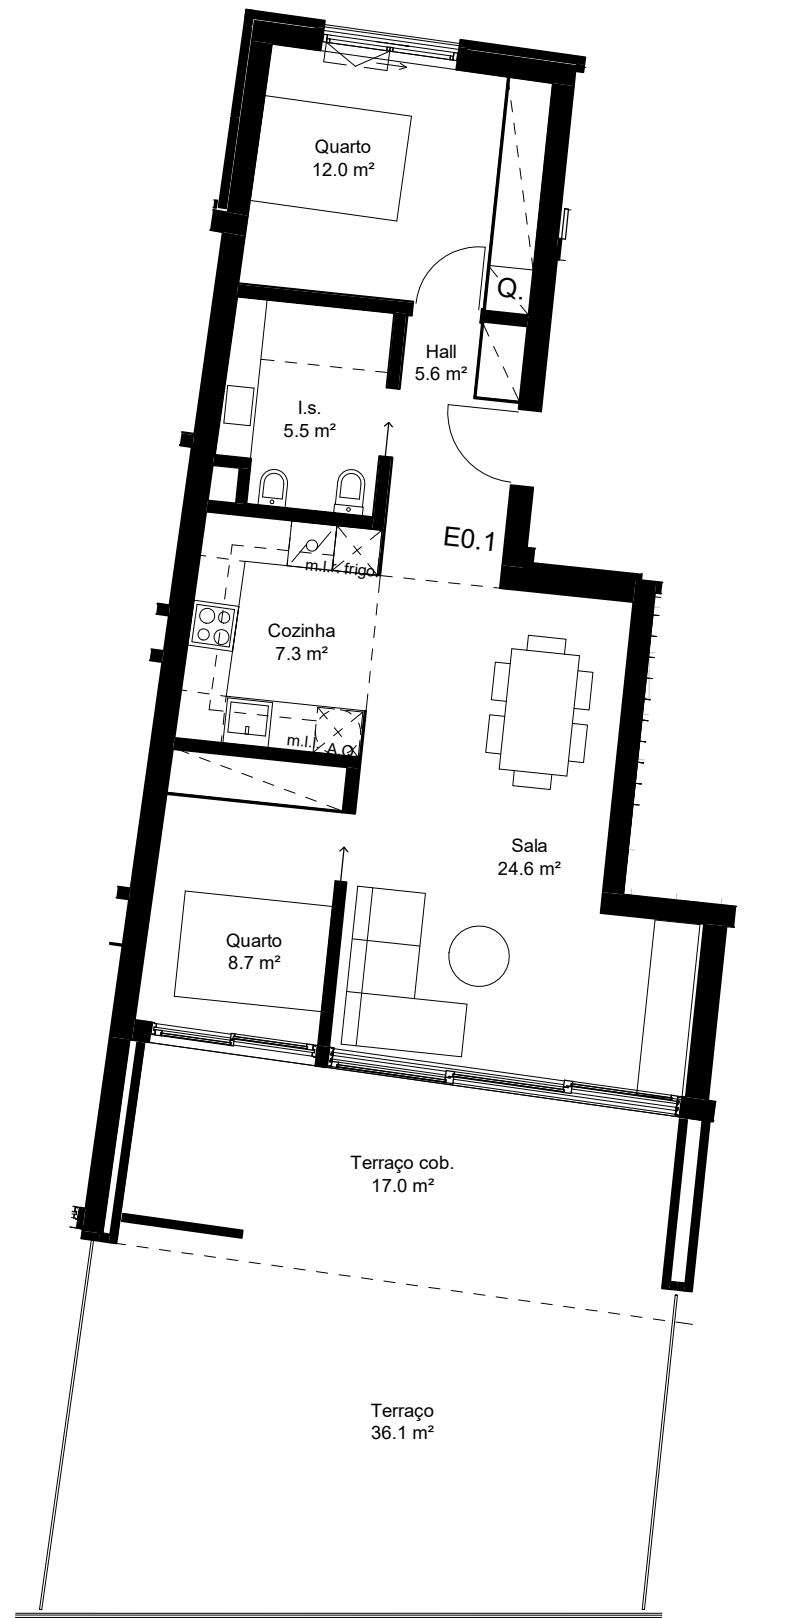 Quarto
12.0 m²
Q.
Hall
5.6 m²
I.s.
5.5 m²
E0.1
m.l.r. frigo
Cozinha
7.3 m²
m.l.l. A.Q.
Sala
24.6 m²
Quarto
8.7 m²
Terraço cob.
17.0 m²
Terraço
36.1 m²